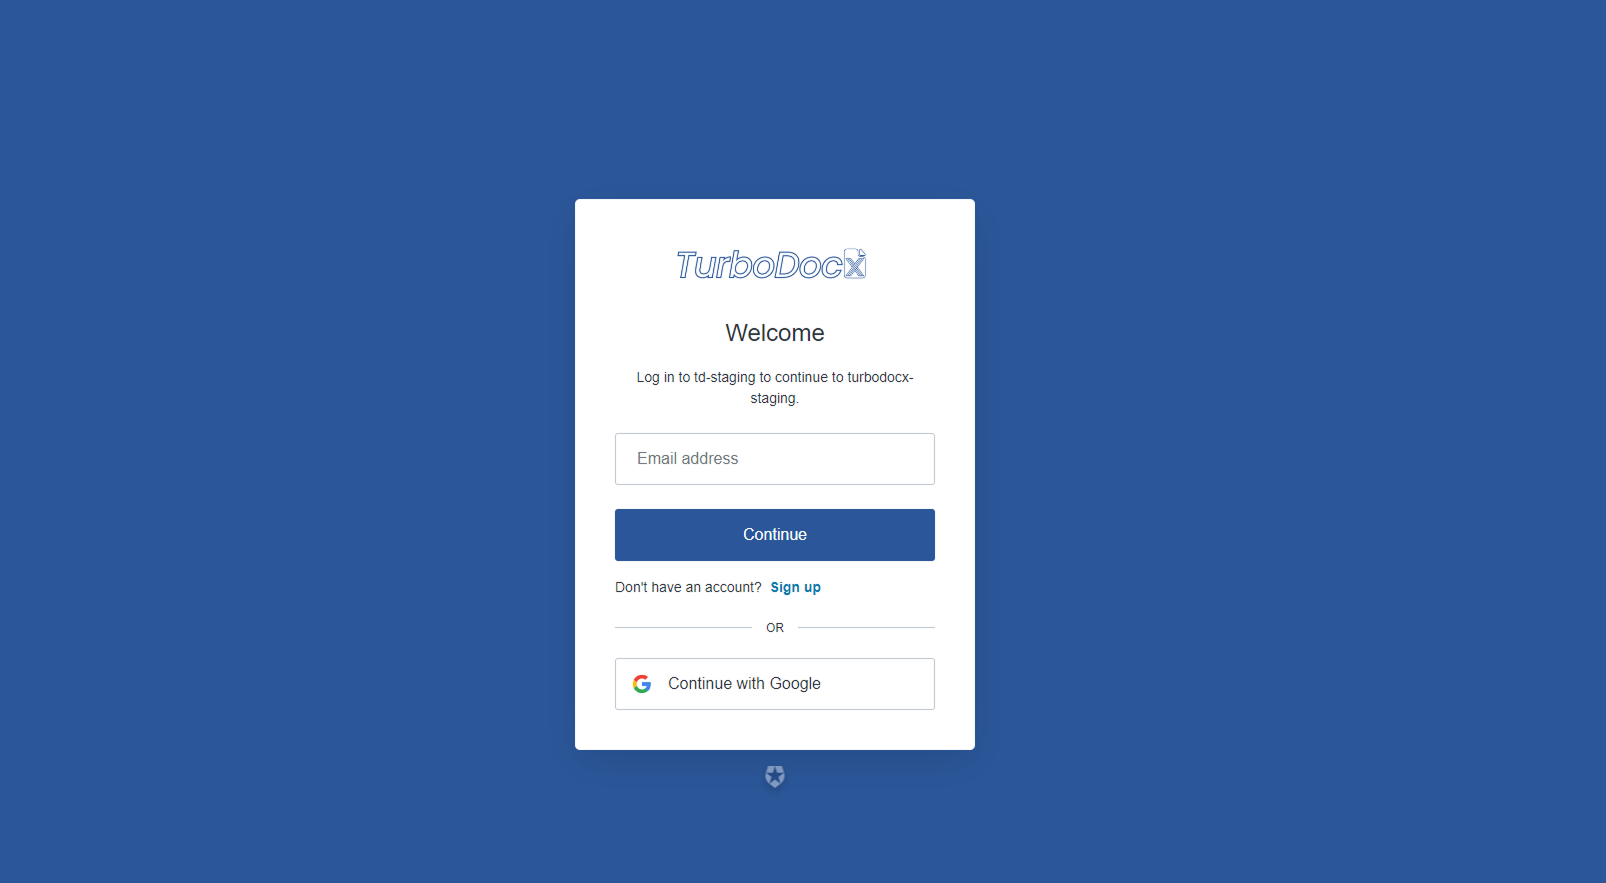 TurboDocx
Welcome
Log in to td-staging to continue to turbodocx-
staging.
Email address
Continue
Don't have an account? Sign up
OR
Continue with Google